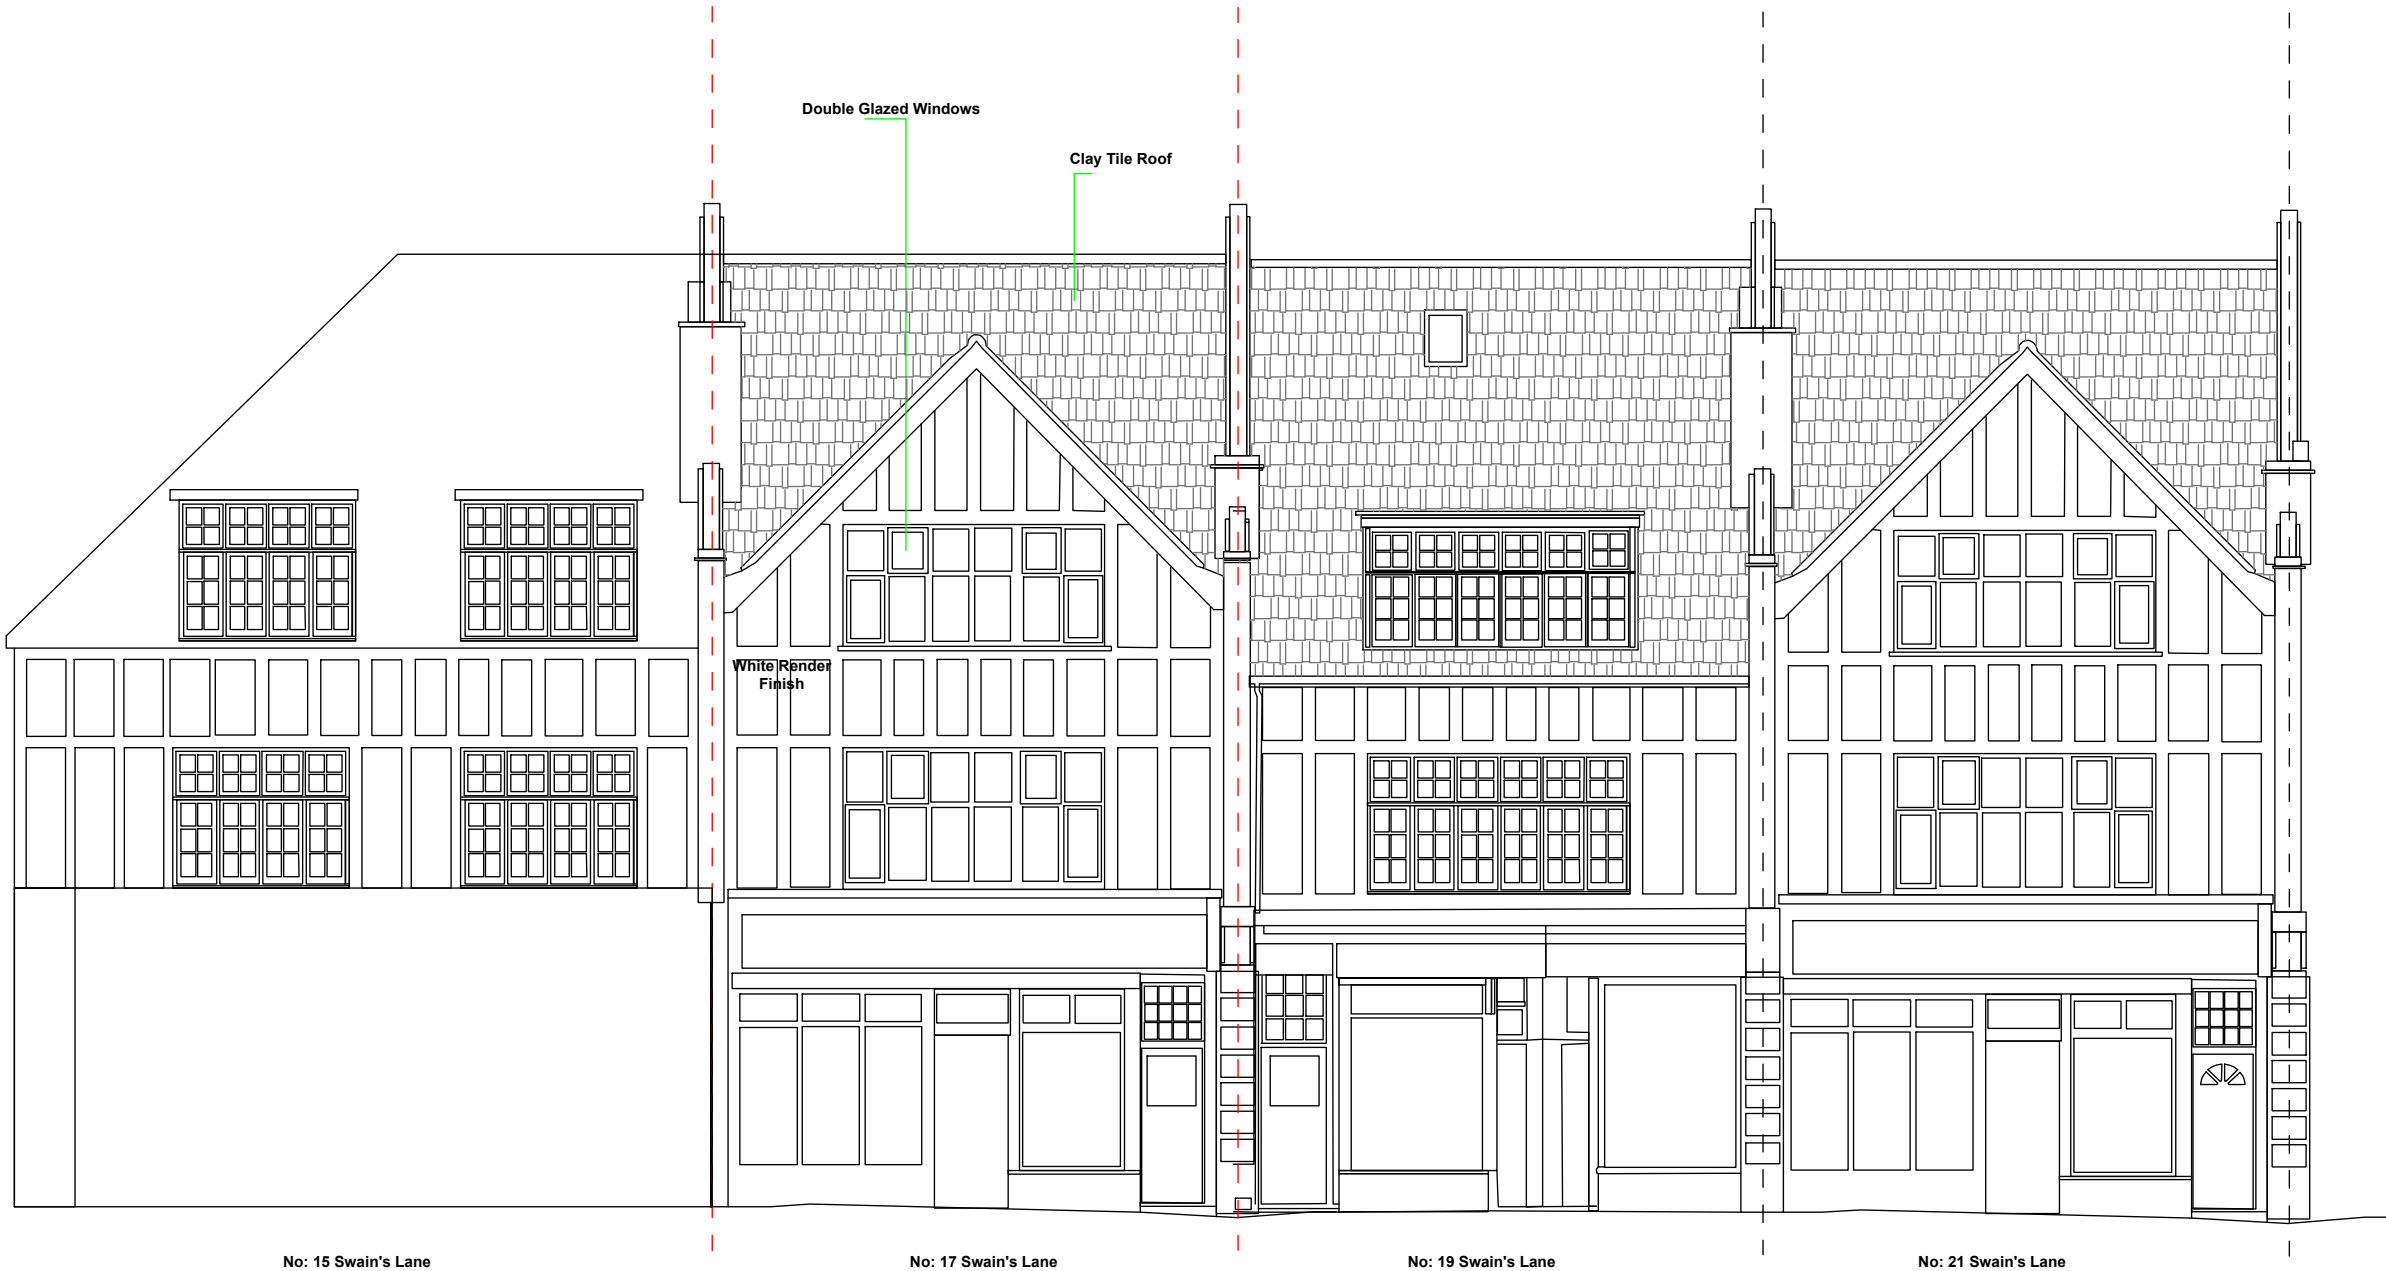 Double Glazed Windows
Clay Tile Roof
White Render
Finish
No: 15 Swain's Lane
No: 17 Swain's Lane
No: 19 Swain's Lane
No: 21 Swain's Lane